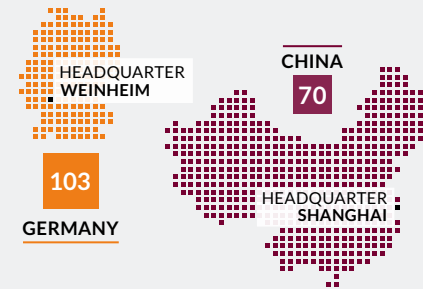 HEADQUARTER
WEINHEIM
103
GERMANY
CHINA
70
HEADQUARTER
SHANGHAI